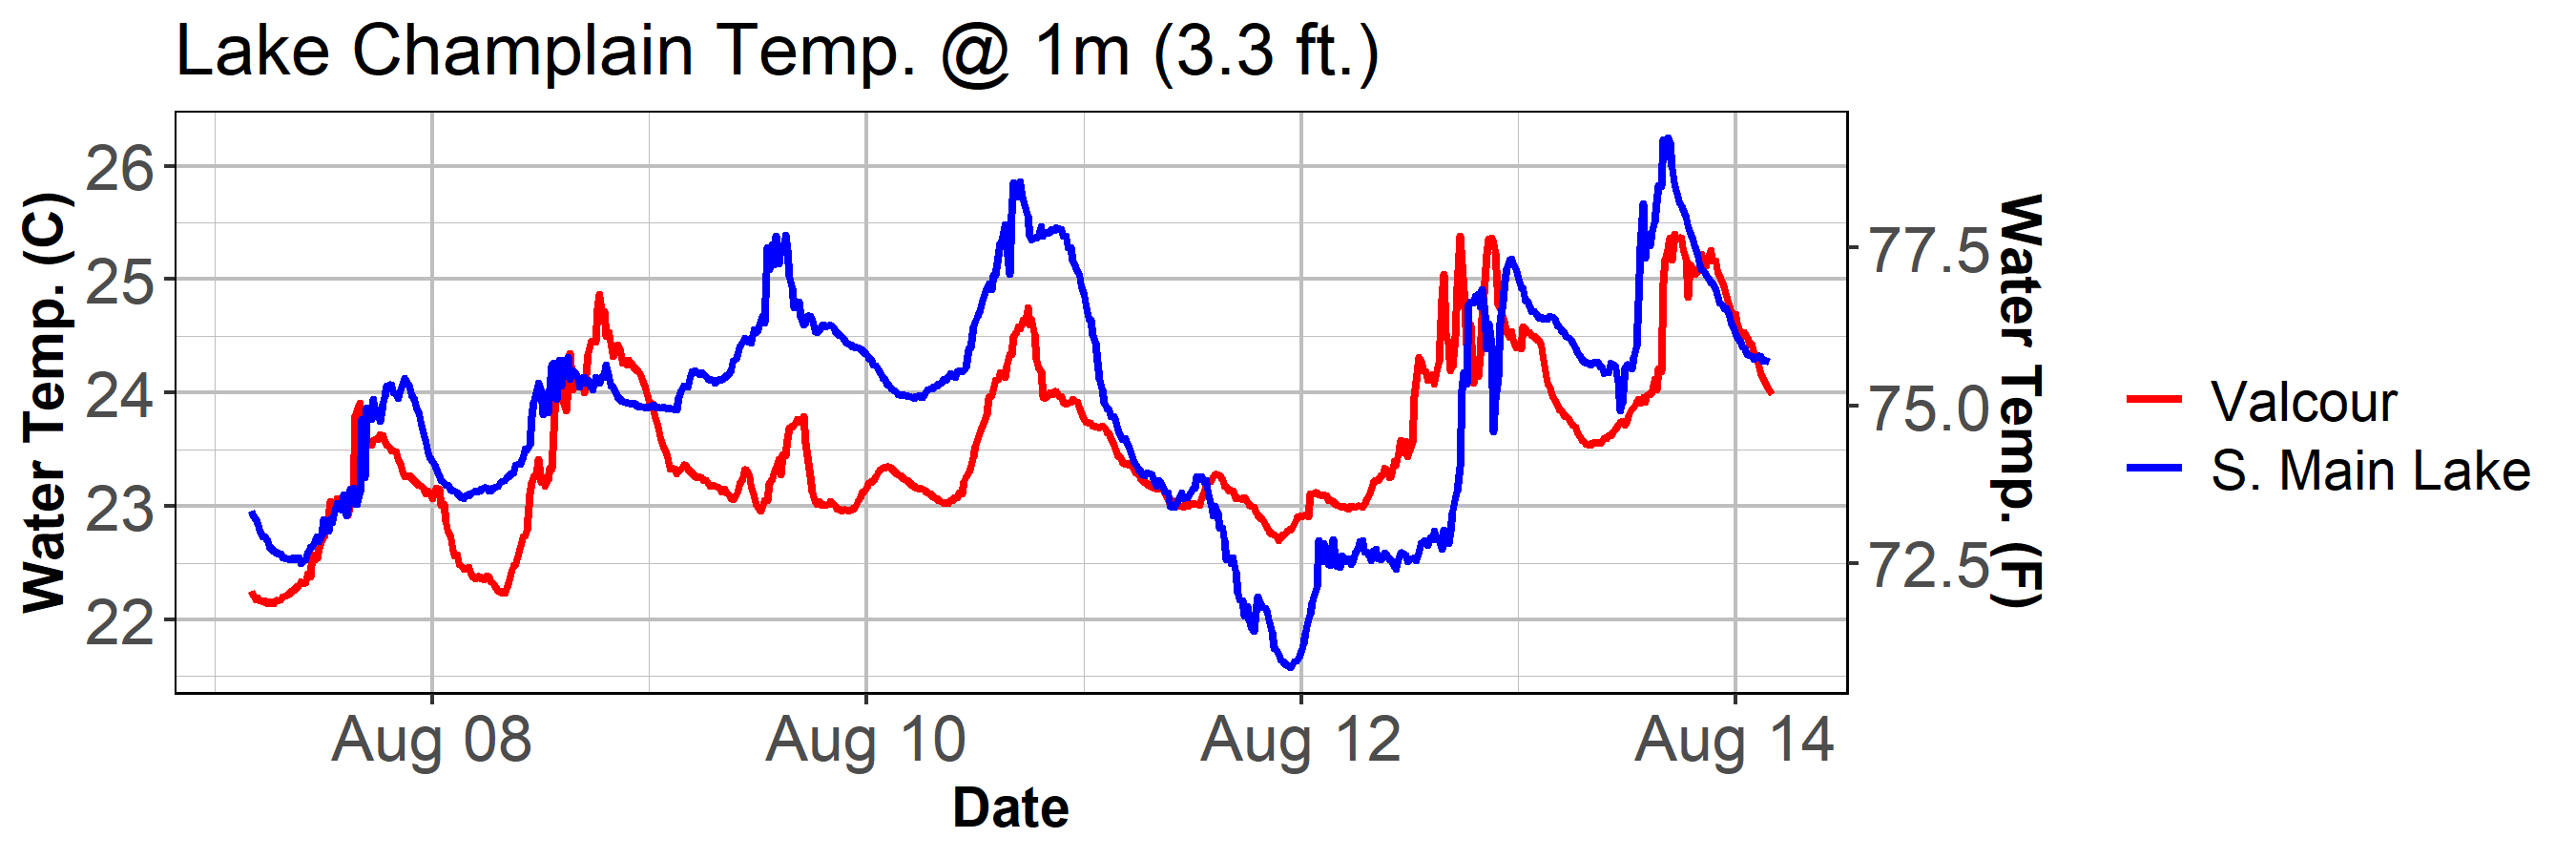 Lake Champlain Temp. @ 1m (3.3 ft.)
Water Temp. (C)
26
25
24
23
22
77.5
75.0
72.5
Water Temp. (F)
Aug 08
Aug 10
Aug 12
Aug 14
Date
Valcour
S. Main Lake